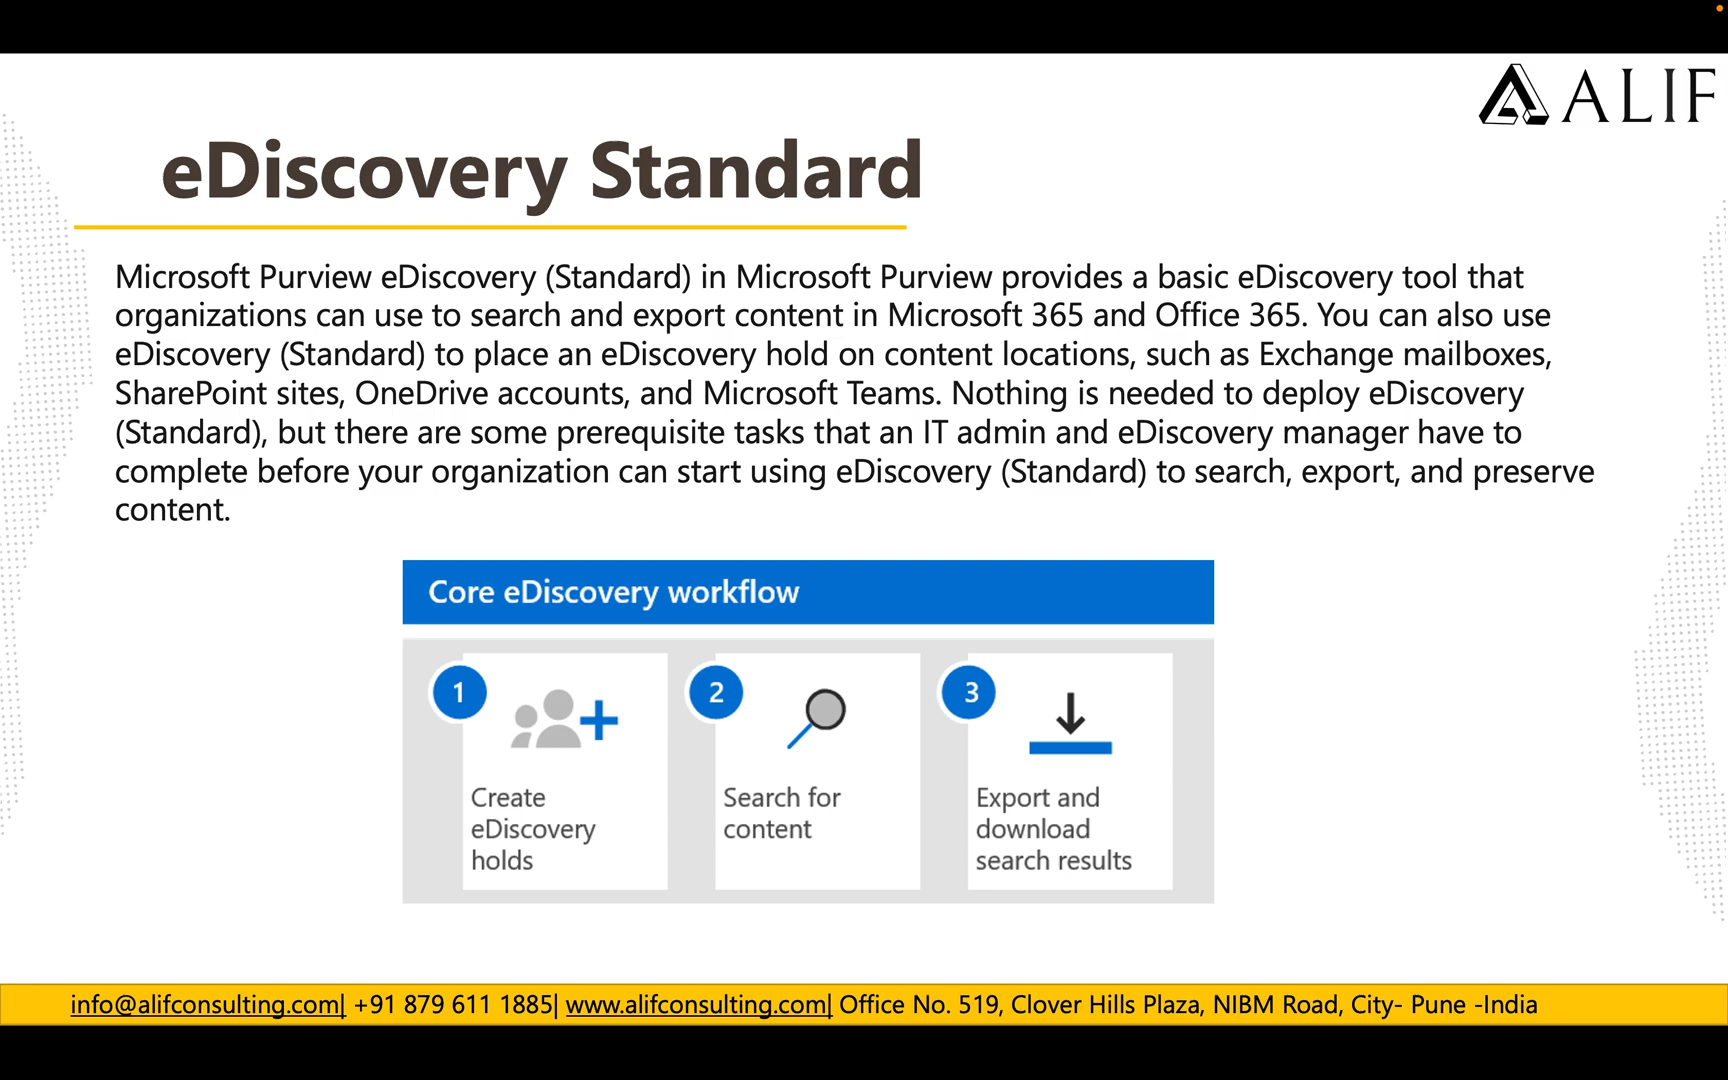 ALIF
eDiscovery Standard
Microsoft Purview eDiscovery (Standard) in Microsoft Purview provides a basic eDiscovery tool that
organizations can use to search and export content in Microsoft 365 and Office 365. You can also use
eDiscovery (Standard) to place an eDiscovery hold on content locations, such as Exchange mailboxes,
SharePoint sites, OneDrive accounts, and Microsoft Teams. Nothing is needed to deploy eDiscovery
(Standard), but there are some prerequisite tasks that an IT admin and eDiscovery manager have to
complete before your organization can start using eDiscovery (Standard) to search, export, and preserve
content.
Core eDiscovery workflow
1
Create
eDiscovery
holds
2
Search for
content
3
Export and
download
search results
info@alifconsulting.com| +91 879 611 1885| www.alifconsulting.com| Office No. 519, Clover Hills Plaza, NIBM Road, City- Pune -India